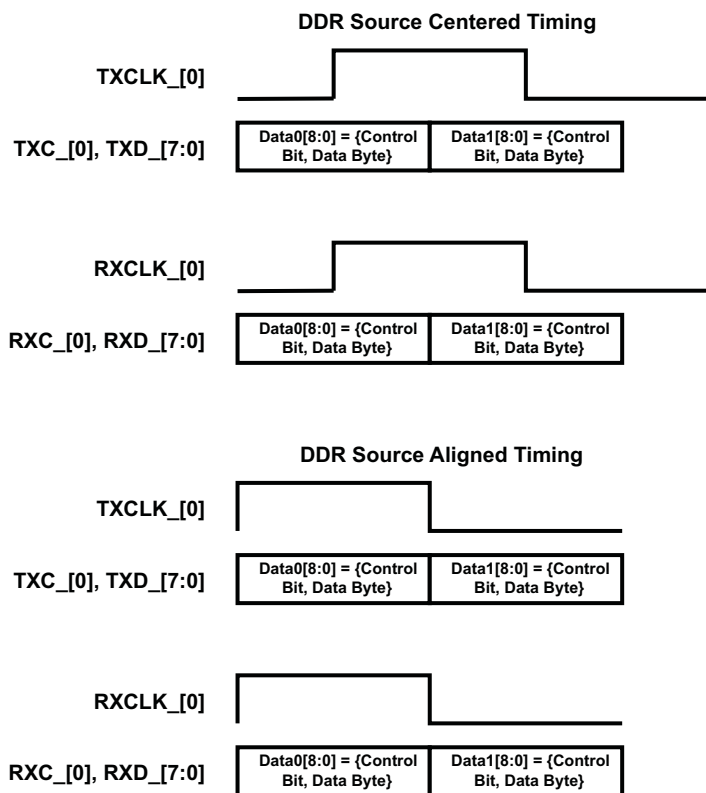 DDR Source Centered Timing
TXCLK_[0]
TXC_[0], TXD_[7:0]
Data0[8:0] = {Control
Bit, Data Byte}
Data1[8:0] = {Control
Bit, Data Byte}
RXCLK_[0]
RXC_[0], RXD_[7:0]
Data0[8:0] = {Control
Bit, Data Byte}
Data1[8:0] = {Control
Bit, Data Byte}
DDR Source Aligned Timing
TXCLK_[0]
TXC_[0], TXD_[7:0]
Data0[8:0] = {Control
Bit, Data Byte}
Data1[8:0] = {Control
Bit, Data Byte}
RXCLK_[0]
RXC_[0], RXD_[7:0]
Data0[8:0] = {Control
Bit, Data Byte}
Data1[8:0] = {Control
Bit, Data Byte}